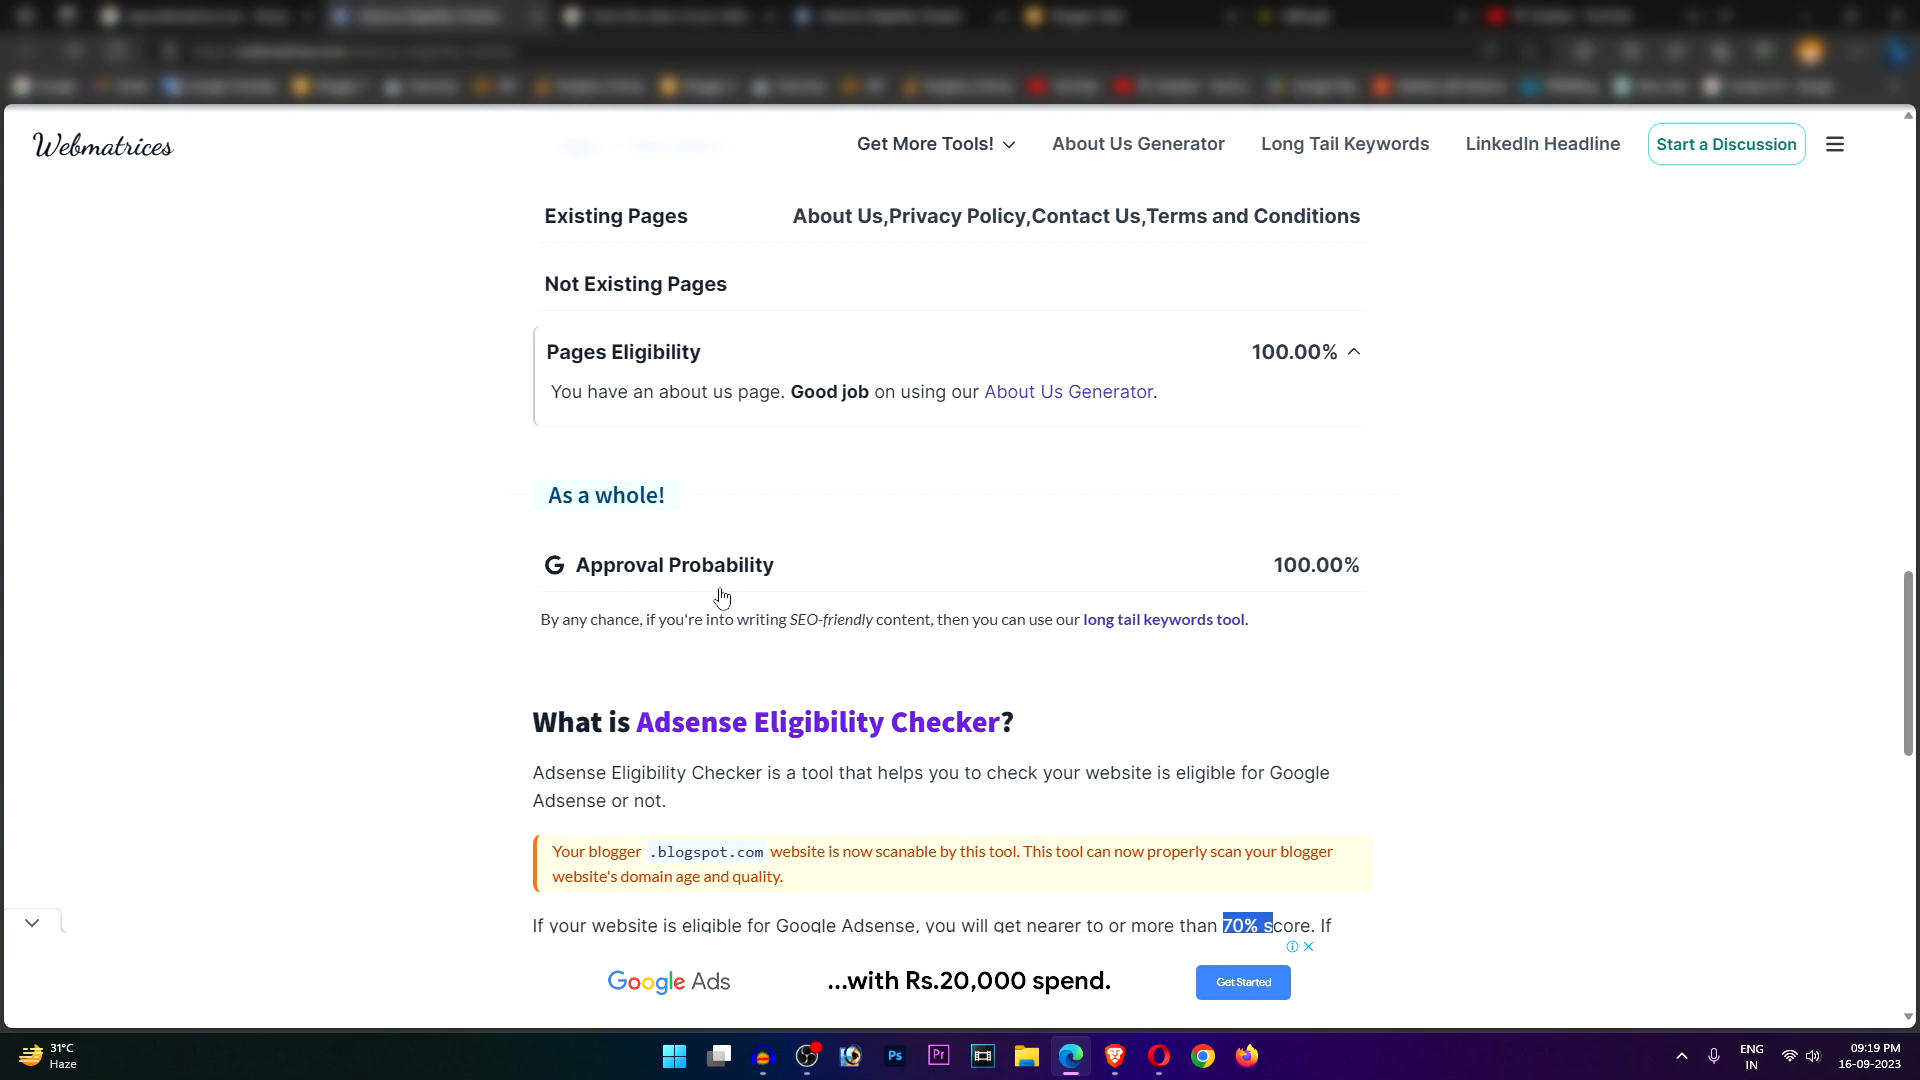 Webmatrices
Get More Tools!
About Us Generator
Long Tail Keywords
LinkedIn Headline
Start a Discussion
Existing Pages
About Us,Privacy Policy,Contact Us,Terms and Conditions
Not Existing Pages
Pages Eligibility
100.00%
You have an about us page. Good job on using our About Us Generator.
As a whole!
G Approval Probability
100.00%
By any chance, if you're into writing SEO-friendly content, then you can use our long tail keywords tool.
What is Adsense Eligibility Checker?
Adsense Eligibility Checker is a tool that helps you to check your website is eligible for Google
Adsense or not.
Your blogger .blogspot.com website is now scanable by this tool. This tool can now properly scan your blogger
website's domain age and quality.
If your website is eligible for Google Adsense, you will get nearer to or more than 70% score. If
Google Ads
...with Rs.20,000 spend.
Get Started
31°C
Haze
Ps
Pr
ENG
IN
09:19 PM
16-09-2023